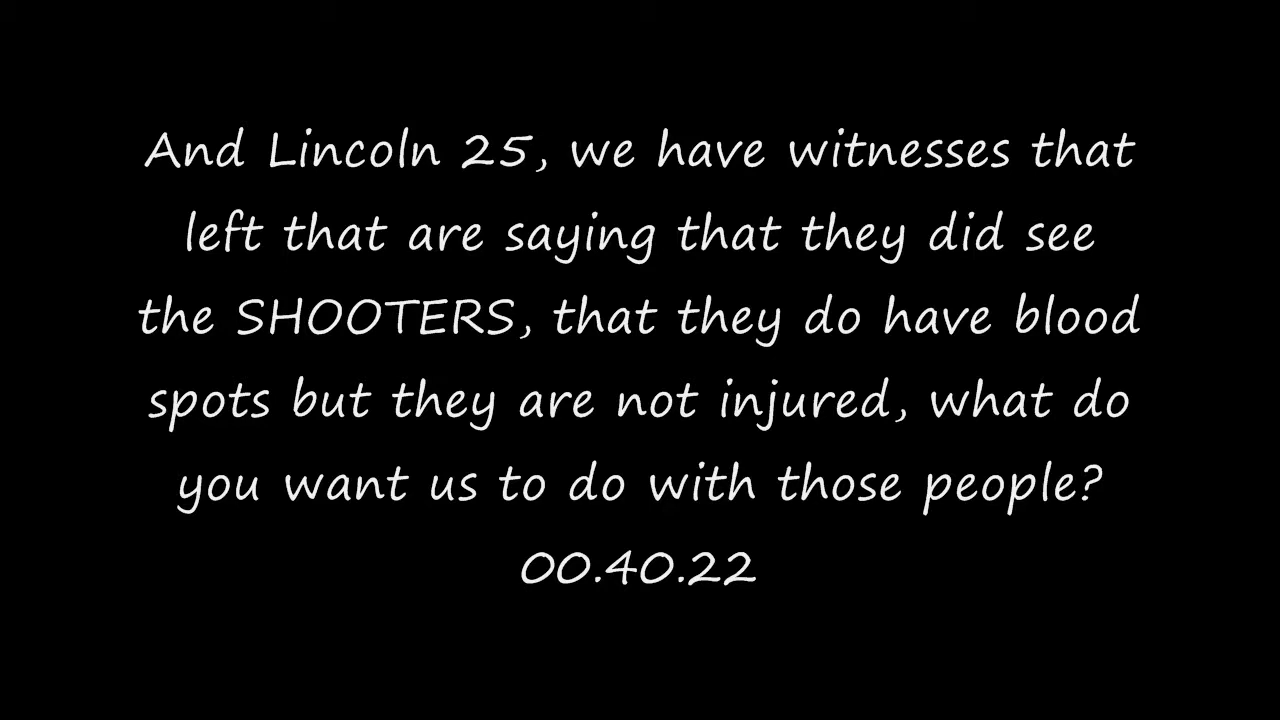 And Lincoln 25, we have witnesses that
left that are saying that they did see
the SHOOTERS, that they do have blood
spots but they are not injured, what do
you want us to do with those people?
00.40.22